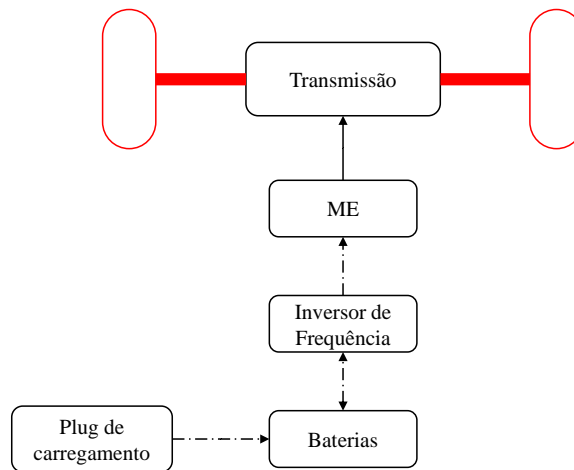 Transmissão
ME
Inversor de
Frequência
Plug de
carregamento
Baterias